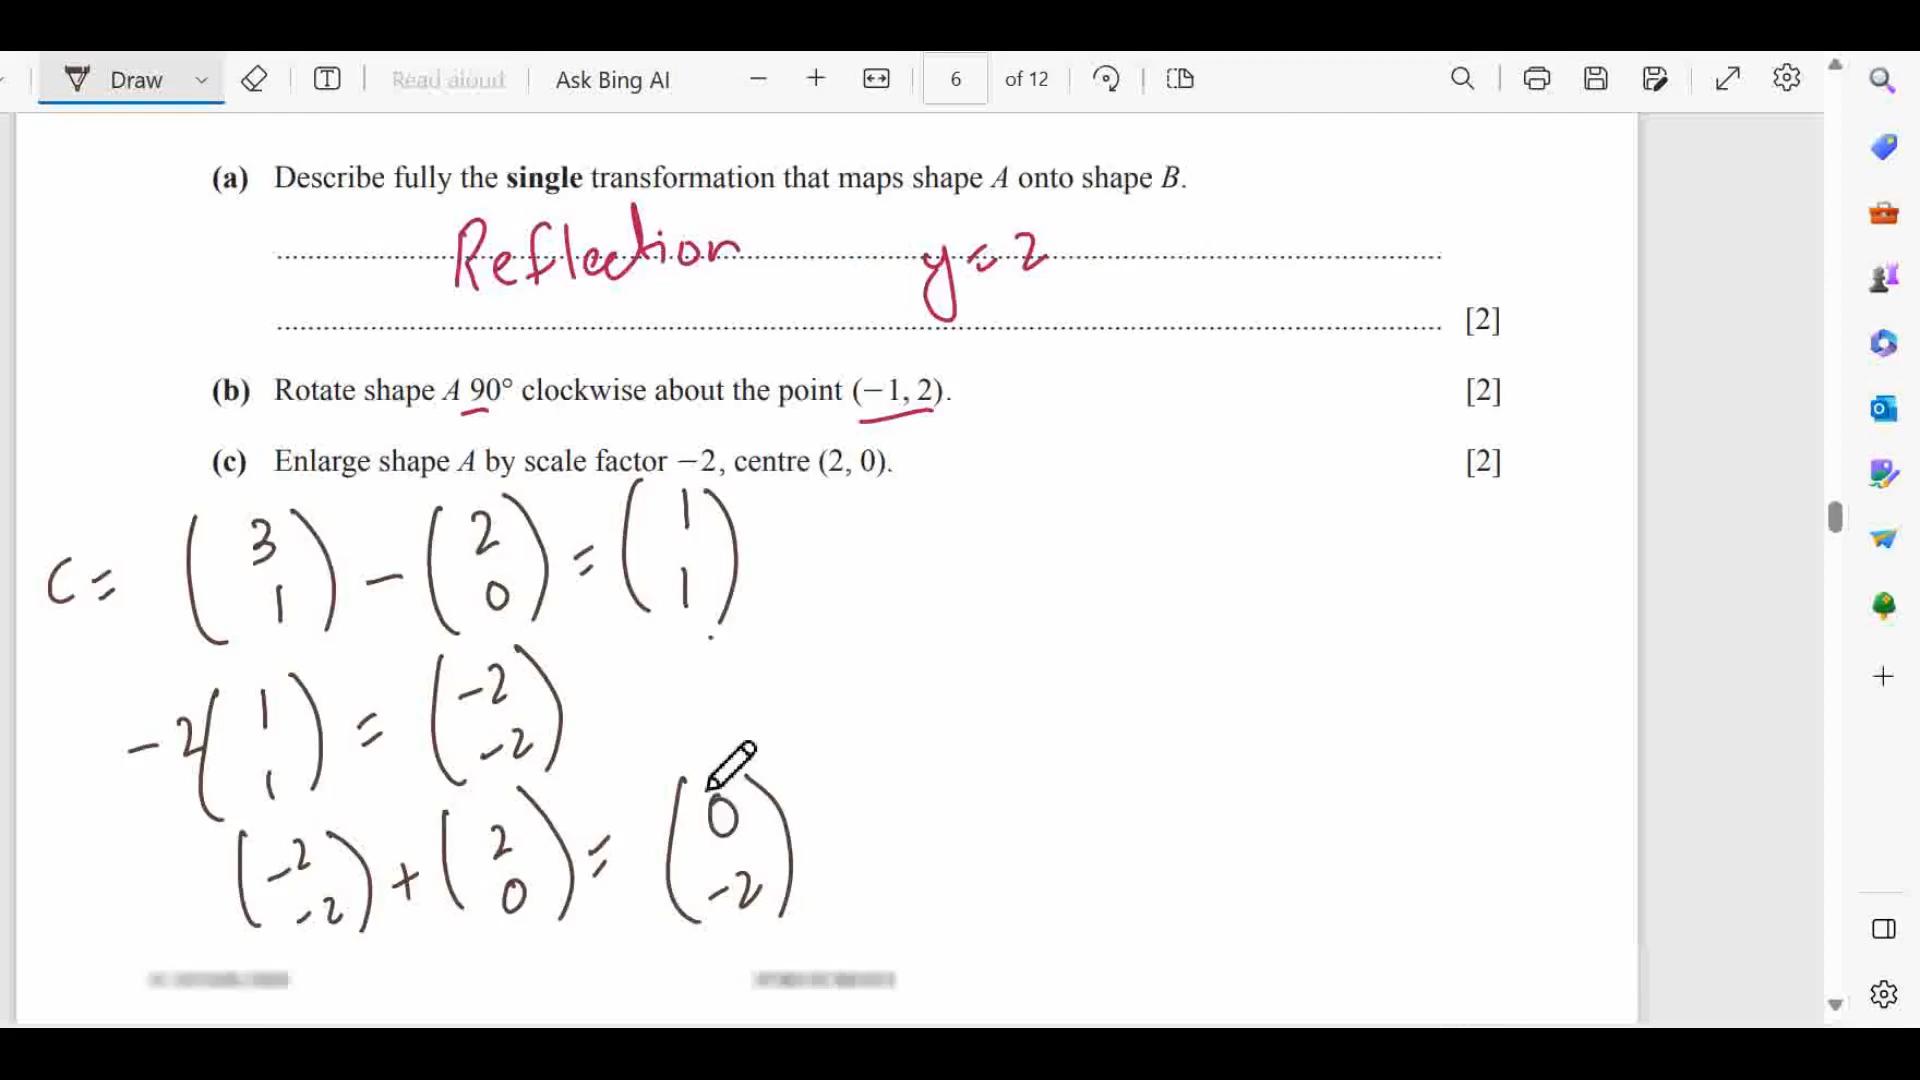 Draw Read aloud Ask Bing AI 6 of 12
(a) Describe fully the single transformation that maps shape A onto shape B.
Reflection y = 2
[2]
(b) Rotate shape A 90° clockwise about the point (−1, 2). [2]
(c) Enlarge shape A by scale factor −2, centre (2, 0). [2]
C = (3 1) − (2 0) = (1 1)
−2(1 1) = (−2 −2)
(−2 −2) + (2 0) = (0 −2)